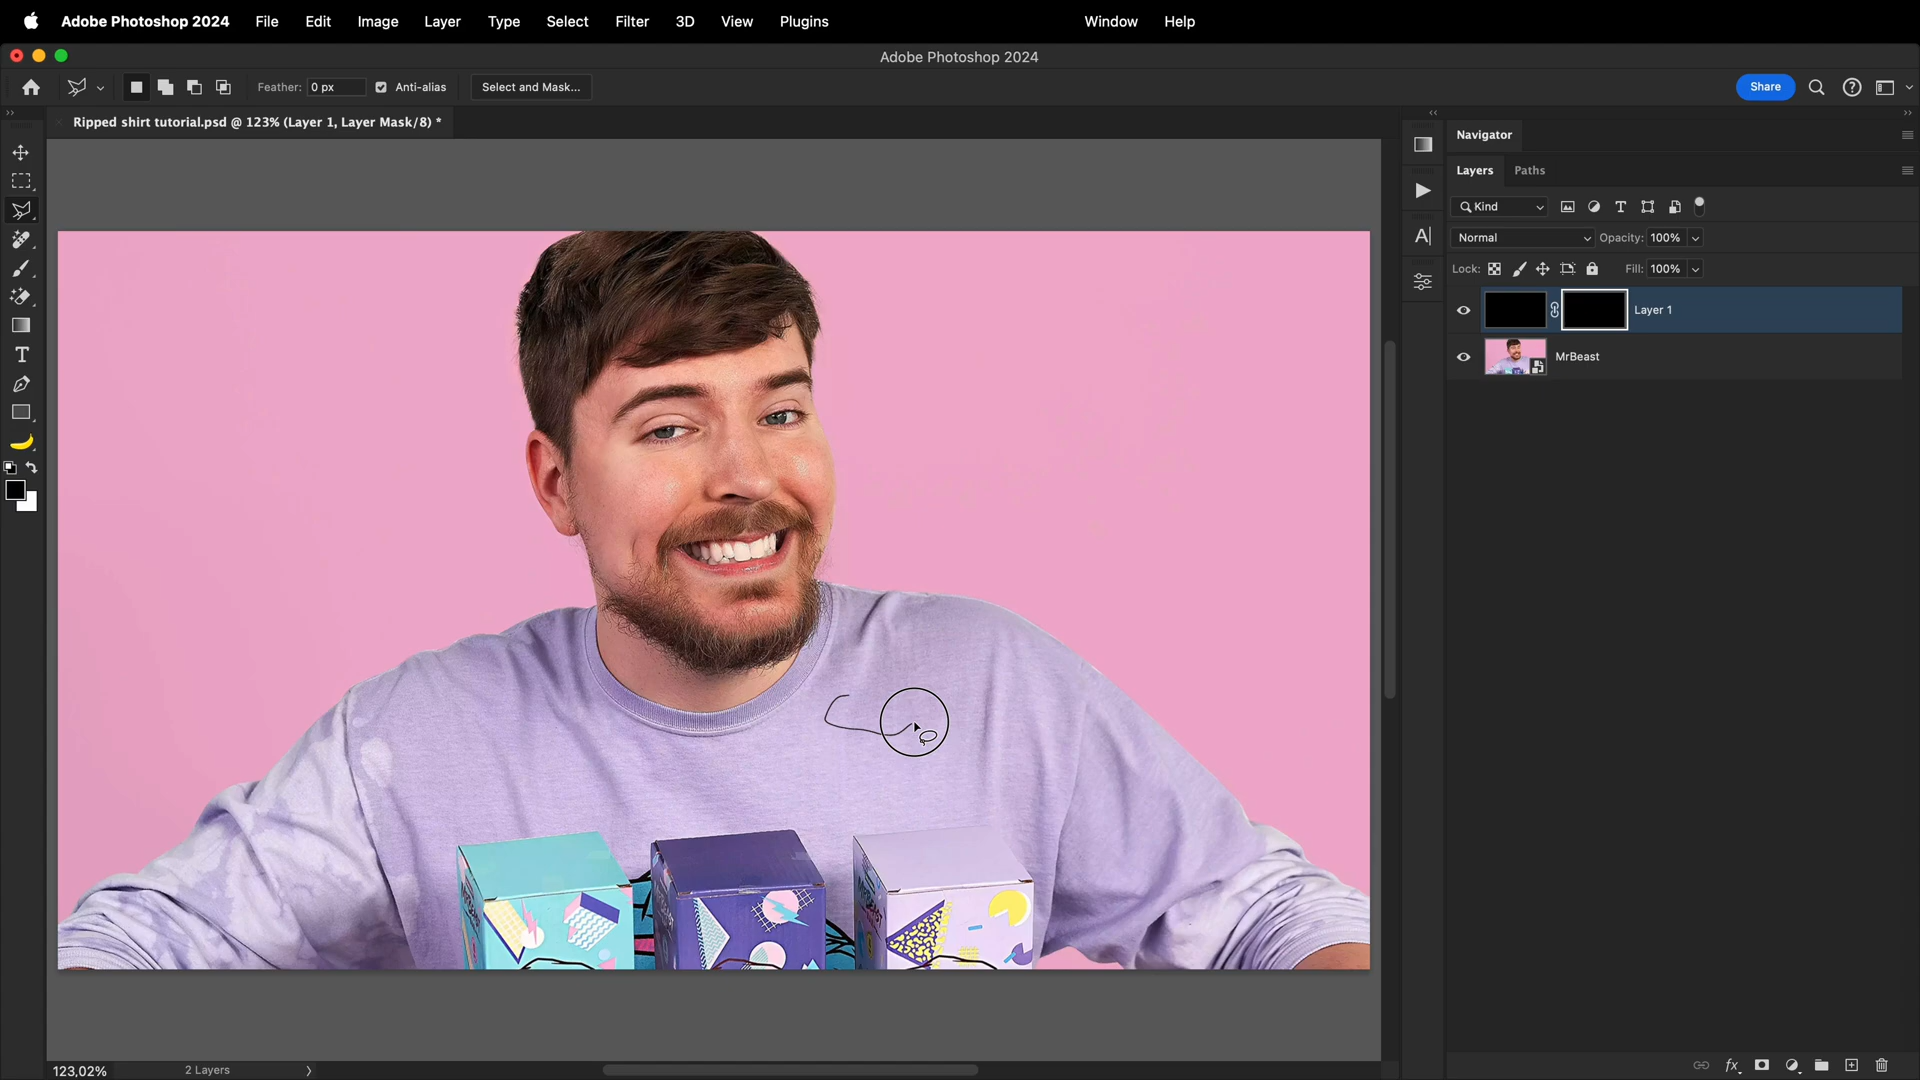 Adobe Photoshop 2024 File Edit Image Layer Type Select Filter 3D View Plugins Window Help
Adobe Photoshop 2024
Feather: 0 px Anti-alias Select and Mask... Share
Ripped shirt tutorial.psd @ 123% (Layer 1, Layer Mask/8) *
Navigator
Layers Paths
Kind
Normal Opacity: 100%
Lock: Fill: 100%
Layer 1
MrBeast
123,02% 2 Layers